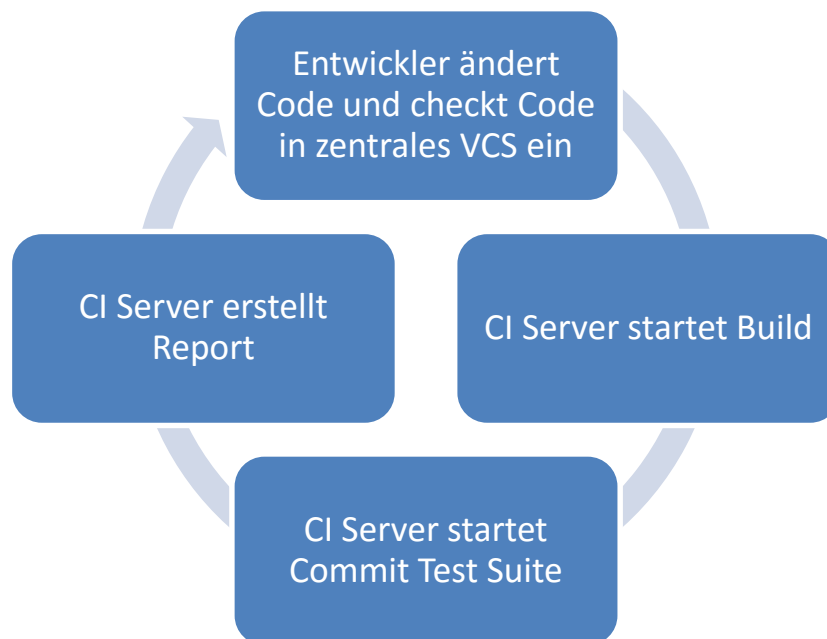 Entwickler ändert
Code und checkt Code
in zentrales VCS ein
CI Server startet Build
CI Server startet
Commit Test Suite
CI Server erstellt
Report